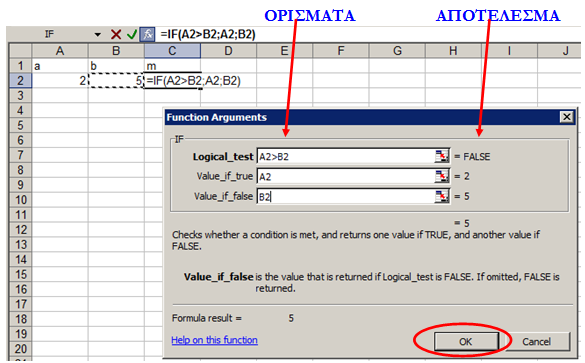 ΟΡΙΣΜΑΤΑ ΑΠΟΤΕΛΕΣΜΑ
IF =IF(A2>B2;A2;B2)
A B C D E F G H I J
1 a b m
2 2 5 =IF(A2>B2;A2;B2)
3
4
5
6
7
8
9
10
11
12
13
14
15
16
17
18
19
20
Function Arguments
IF
Logical_test A2>B2 = FALSE
Value_if_true A2 = 2
Value_if_false B2 = 5
= 5
Checks whether a condition is met, and returns one value if TRUE, and another value if
FALSE.
Value_if_false is the value that is returned if Logical_test is FALSE. If omitted, FALSE is
returned.
Formula result = 5
Help on this function OK Cancel